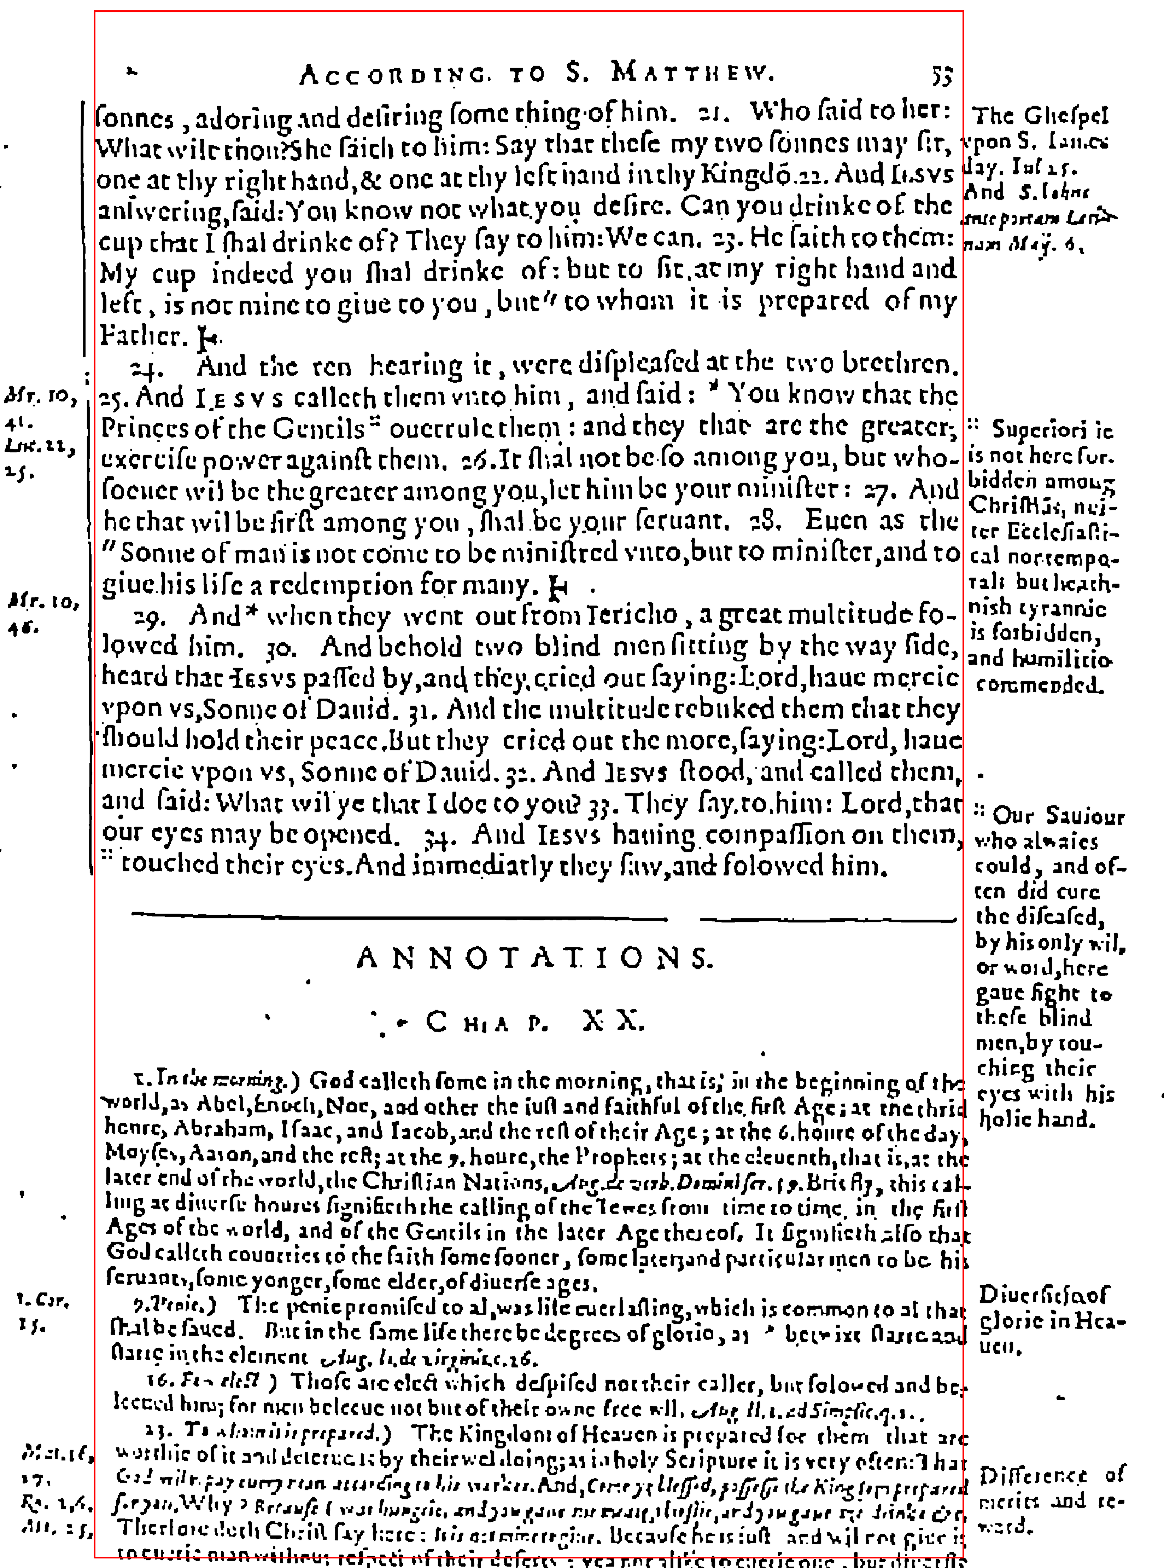 ACCORDING TO S. MATTHEW. 53
sonnes, adoring and desiring some thing of him. 21. Who said to her:
What wilt thou? She saith to him: Say that these my two sonnes may sit,
one at thy right hand, & one at thy left hand in thy Kingdō. 22. And IESVS
answering, said: You know not what you desire. Can you drinke of the
cup that I shal drinke of? They say to him: We can. 23. He saith to them:
My cup indeed you shal drinke of: but to sit at my right hand and
left, is not mine to giue to you, but" to whom it is prepared of my
Father.
24. And the ten hearing it, were displeased at the two brethren.
25. And IESVS calleth them vnto him, and said: * You know that the
Princes of the Gentils :: ouerrule them: and they that are the greater,
exercise power against them. 26. It shal not be so among you, but who-
soeuer wil be the greater among you, let him be your minister: 27. And
he that wil be first among you, shal be your seruant. 28. Euen as the
" Sonne of man is not come to be ministred vnto, but to minister, and to
giue his life a redemption for many.
29. And * when they went out from Iericho, a great multitude fo-
lowed him. 30. And behold two blind men sitting by the way side,
heard that IESVS passed by, and they cried out saying: Lord, haue mercie
vpon vs, Sonne of Dauid. 31. And the multitude rebuked them that they
should hold their peace. But they cried out the more, saying: Lord, haue
mercie vpon vs, Sonne of Dauid. 32. And IESVS stood, and called them,
and said: What wil ye that I doe to you? 33. They say to him: Lord, that
our eyes may be opened. 34. And IESVS hauing compassion on them,
:: touched their eyes. And immediatly they saw, and folowed him.
The Ghospel
vpon S. Iames
day. Iul 25.
And S. Iohns
ante portam Lati-
nam May. 6.
Mr. 10,
41.
Luc. 22,
25.
:: Superioritie
is not here for-
bidden among
Christiās, nei-
ter Ecclesiasti-
cal nor tempo-
ral: but heath-
nish tyrannie
is forbidden,
and humilitie
commended.
Mr. 10,
46.
:: Our Sauiour
who alwaies
could, and of-
ten did cure
the diseased,
by his only wil,
or word, here
gaue sight to
these blind
men, by tou-
ching their
eyes with his
holie hand.
ANNOTATIONS.
CHAP. XX.
1. In the morning.) God calleth some in the morning, that is, in the beginning of the
world, as Abel, Enoch, Noe, and other the iust and faithful of the first Age; at the thrid
houre, Abraham, Isaac, and Iacob, and the rest of their Age; at the 6. houre of the day,
Moyses, Aaron, and the rest; at the 9. houre, the Prophets; at the eleuenth, that is, at the
later end of the world, the Christian Nations, Aug. de verb. Domini ser. 59. Briefly, this cal-
ling at diuerse houres signifieth the calling of the Iewes from time to time in the first
Ages of the world, and of the Gentils in the later Age thereof. It signifieth also that
God calleth countries to the faith some sooner, some later; and particular men to be his
seruants, some yonger, some elder, of diuerse ages.
9. Penie.) The penie promised to al, was life euerlasting, which is common to al that
shal be saued. But in the same life there be degrees of glorie, as * betwixt starre and
starre in the element Aug. li. de virginit. c. 26.
1. Cor.
15.
Diuersitie of
glorie in Hea-
uen.
16. Few elect ) Those are elect which despised not their caller, but folowed and be-
leeued him; for men beleeue not but of their owne free wil. Aug li. 1. ad Simplic. q. 2.
23. To whom it is prepared.) The Kingdom of Heauen is prepared for them that are
worthie of it and deserue it by their wel doing; as in holy Scripture it is very often: That
God wil repay euery man according to his workes. And, Come ye blessed, possesse the Kingdom prepared
for you. Why? Because I was hungrie, and you gaue me meate, thirstie, and you gaue me drinke &c.
Therfore doth Christ say here: It is not mine to giue. Because he is iust and wil not giue it
to euerie man without respect of their deserts: yea not alike to euerie one, but diuersly
Mat. 16,
27.
Ro. 2, 6.
Mt. 25,
Difference of
merits and re-
ward.